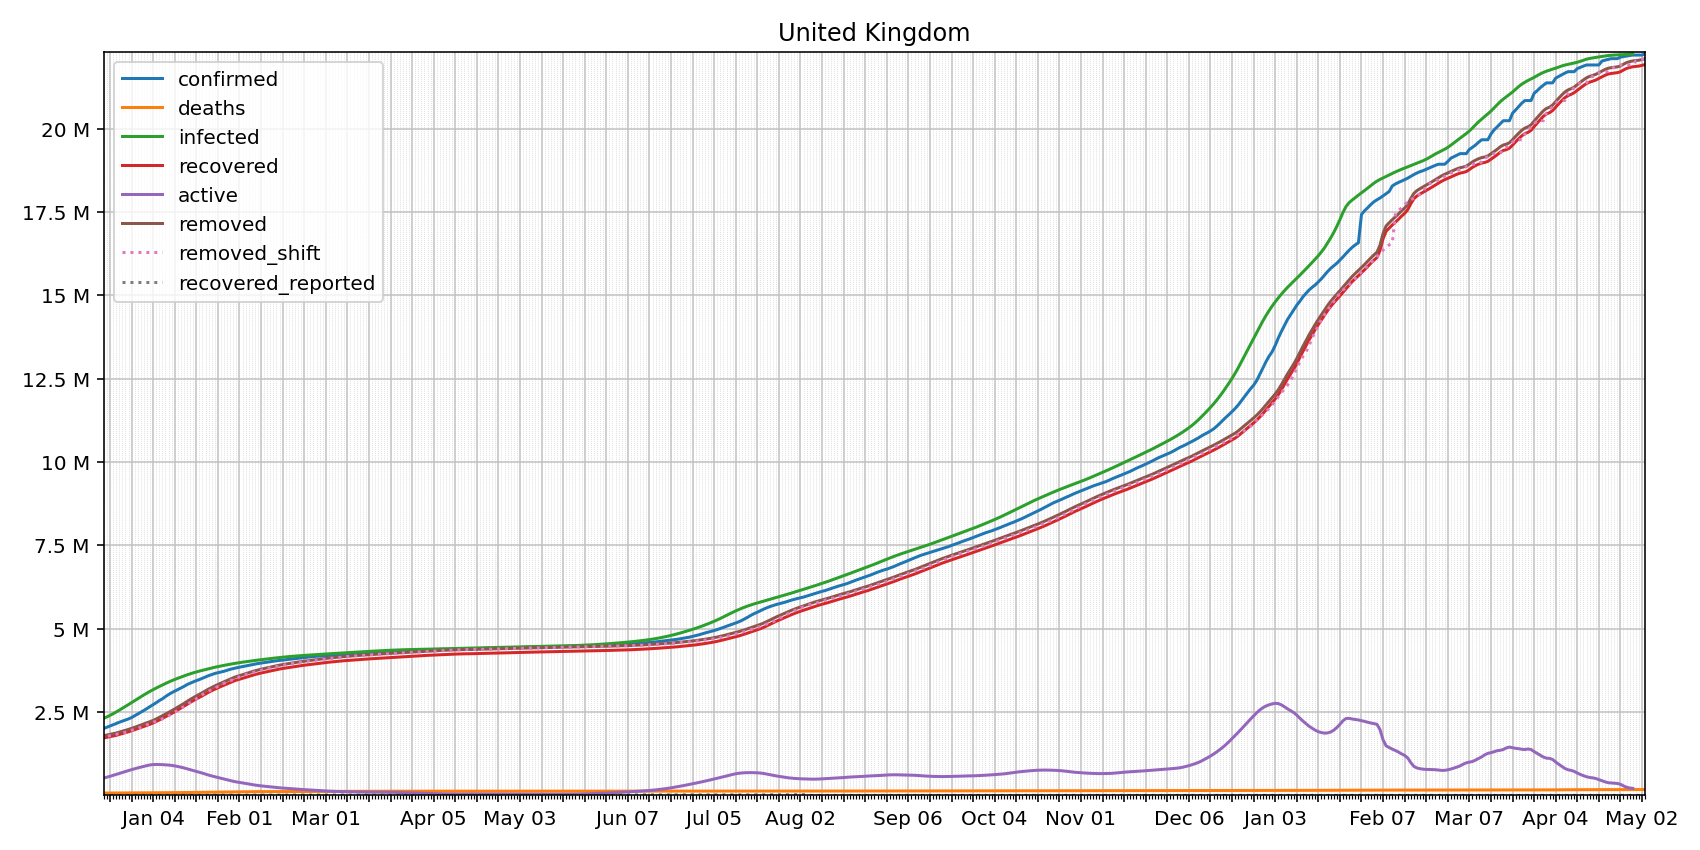 United Kingdom
confirmed
deaths
infected
recovered
active
removed
removed_shift
recovered_reported
20 M
17.5 M
15 M
12.5 M
10 M
7.5 M
5 M
2.5 M
Jan 04 Feb 01 Mar 01 Apr 05 May 03 Jun 07 Jul 05 Aug 02 Sep 06 Oct 04 Nov 01 Dec 06 Jan 03 Feb 07 Mar 07 Apr 04 May 02